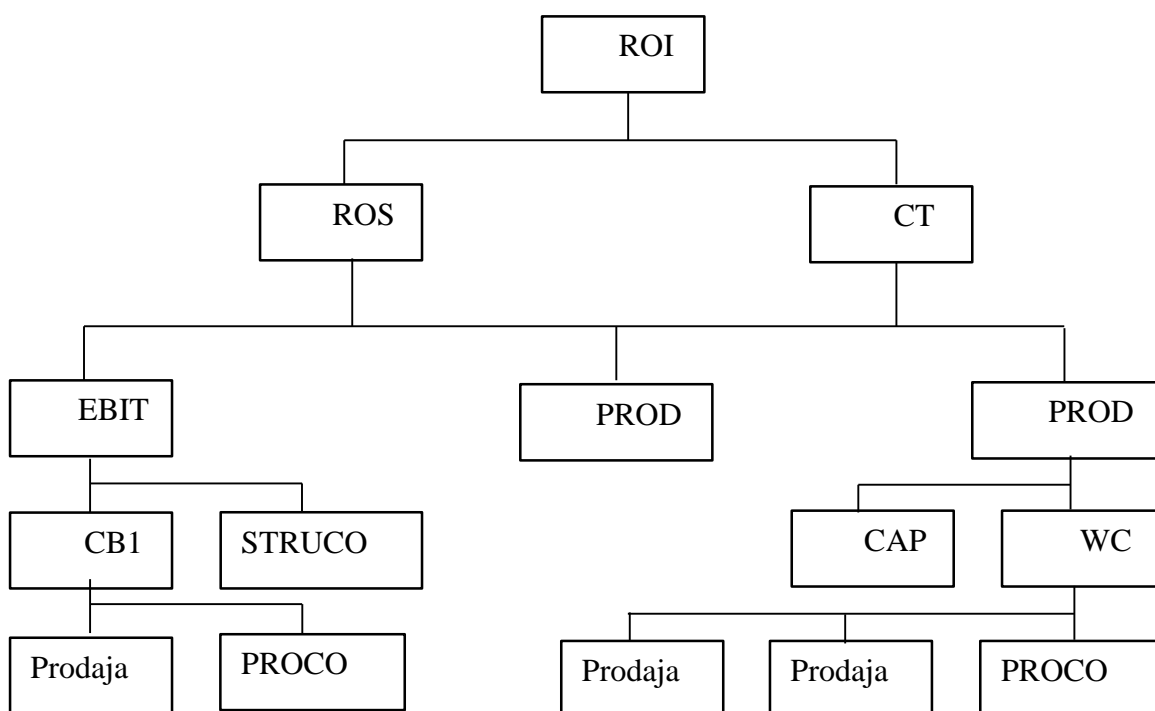 ROI
ROS
CT
EBIT
PROD
PROD
CB1
STRUCO
CAP
WC
Prodaja
PROCO
Prodaja
Prodaja
PROCO